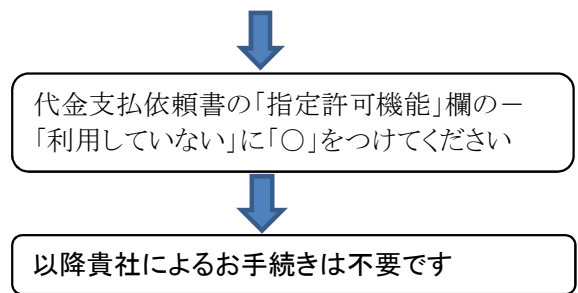 代金支払依頼書の「指定許可機能」欄の－
「利用していない」に「○」をつけてください
以降貴社によるお手続きは不要です